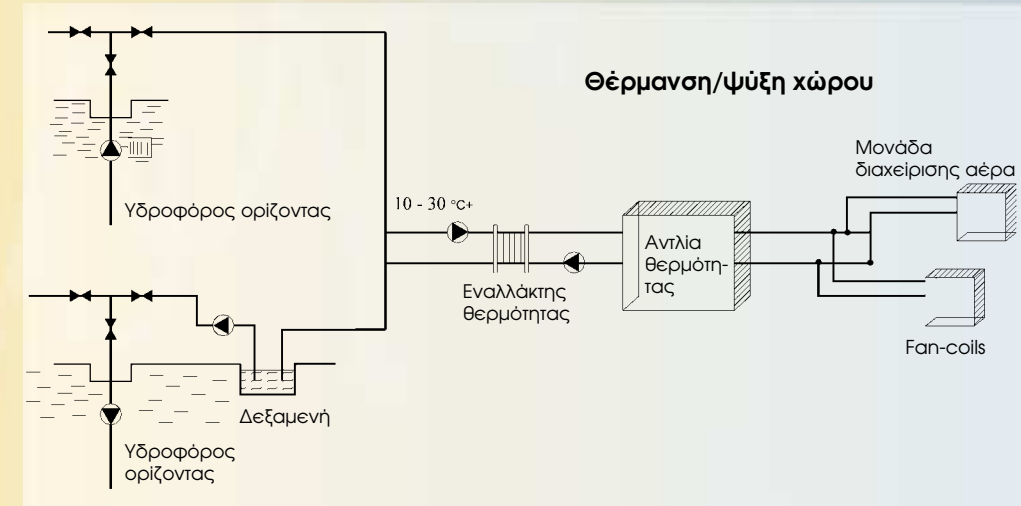 Θέρμανση/ψύξη χώρου
Μονάδα
διαχείρισης αέρα
Υδροφόρος ορίζοντας
10 - 30 °C+
Αντλία
θερμότη-
τας
Εναλλάκτης
θερμότητας
Fan-coils
Δεξαμενή
Υδροφόρος
ορίζοντας